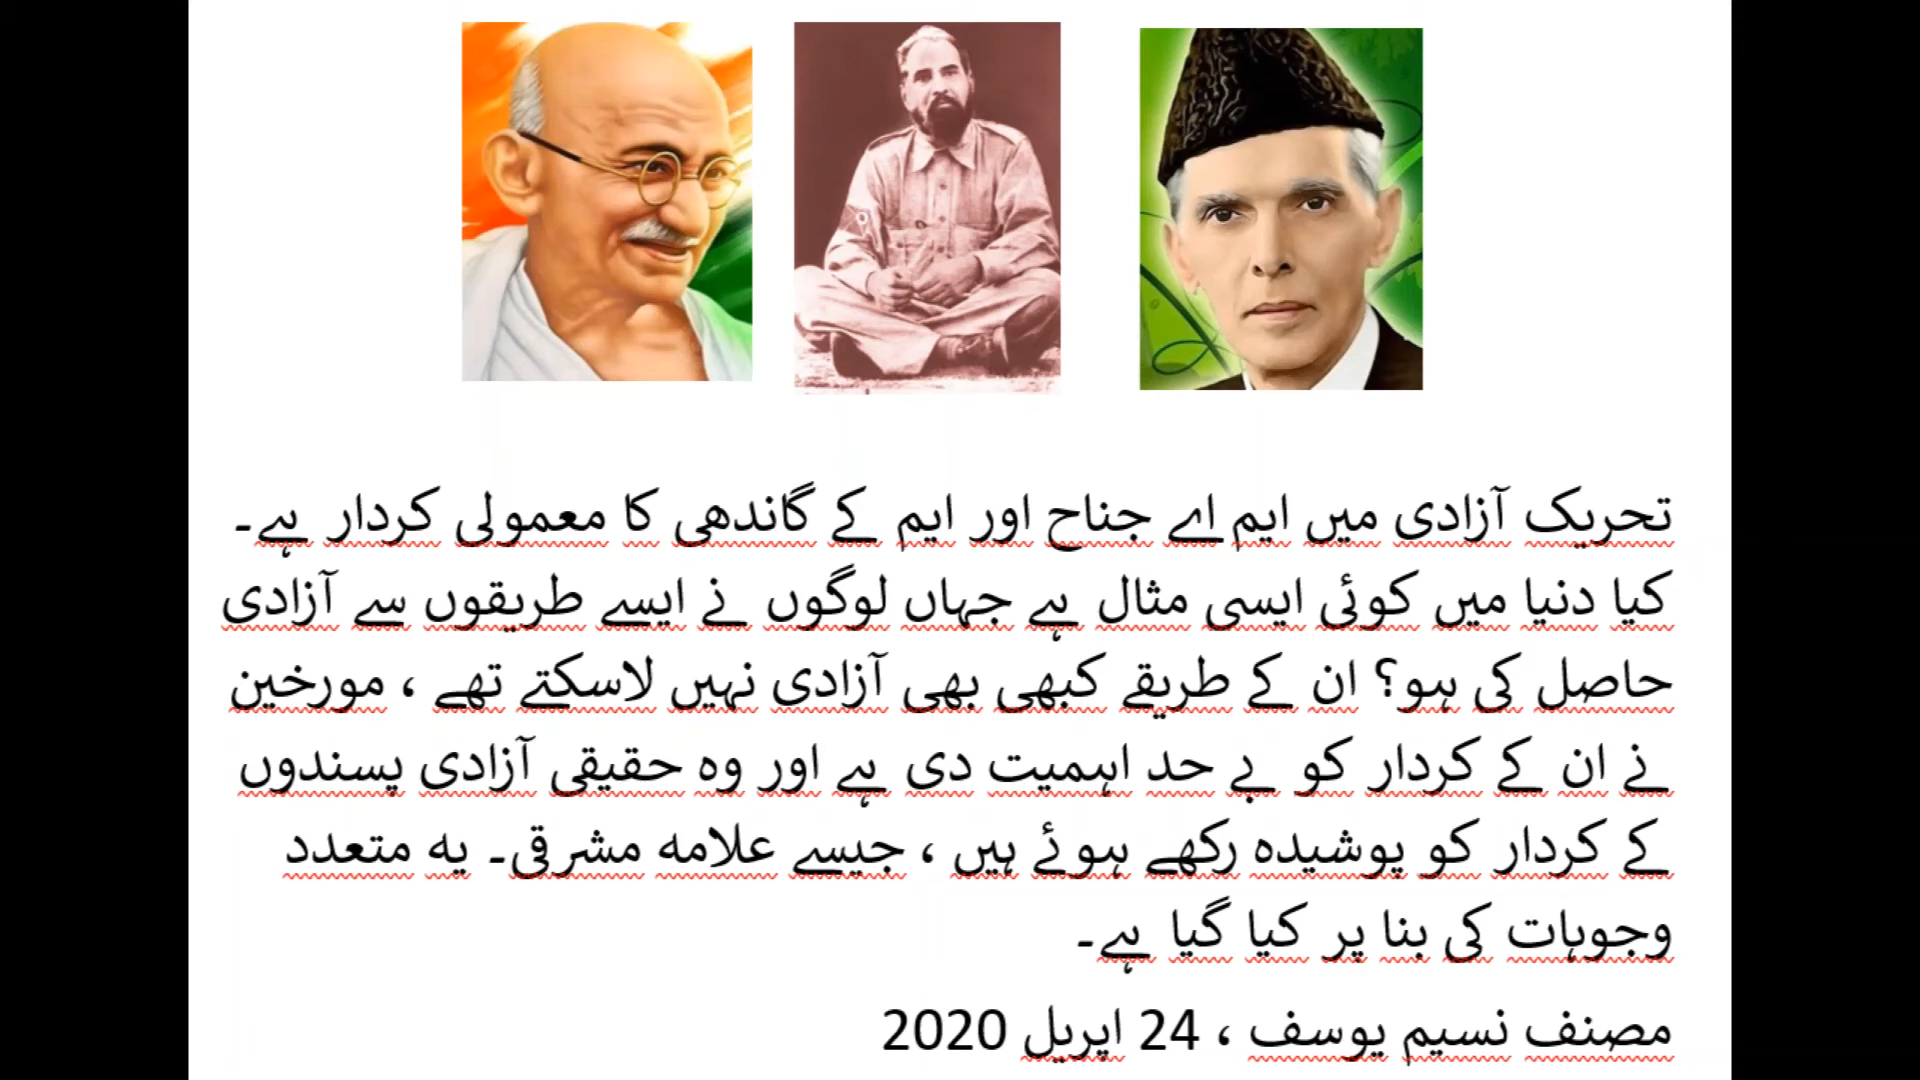 تحریک آزادی میں ایم اے جناح اور ایم کے گاندھی کا معمولی کردار ہے۔
کیا دنیا میں کوئی ایسی مثال ہے جہاں لوگوں نے ایسے طریقوں سے آزادی
حاصل کی ہو؟ ان کے طریقے کبھی بھی آزادی نہیں لاسکتے تھے ، مورخین
نے ان کے کردار کو بے حد اہمیت دی ہے اور وہ حقیقی آزادی پسندوں
کے کردار کو پوشیدہ رکھے ہوئے ہیں ، جیسے علامہ مشرقی۔ یہ متعدد
وجوہات کی بنا پر کیا گیا ہے۔
مصنف نسیم یوسف ، 24 اپریل 2020